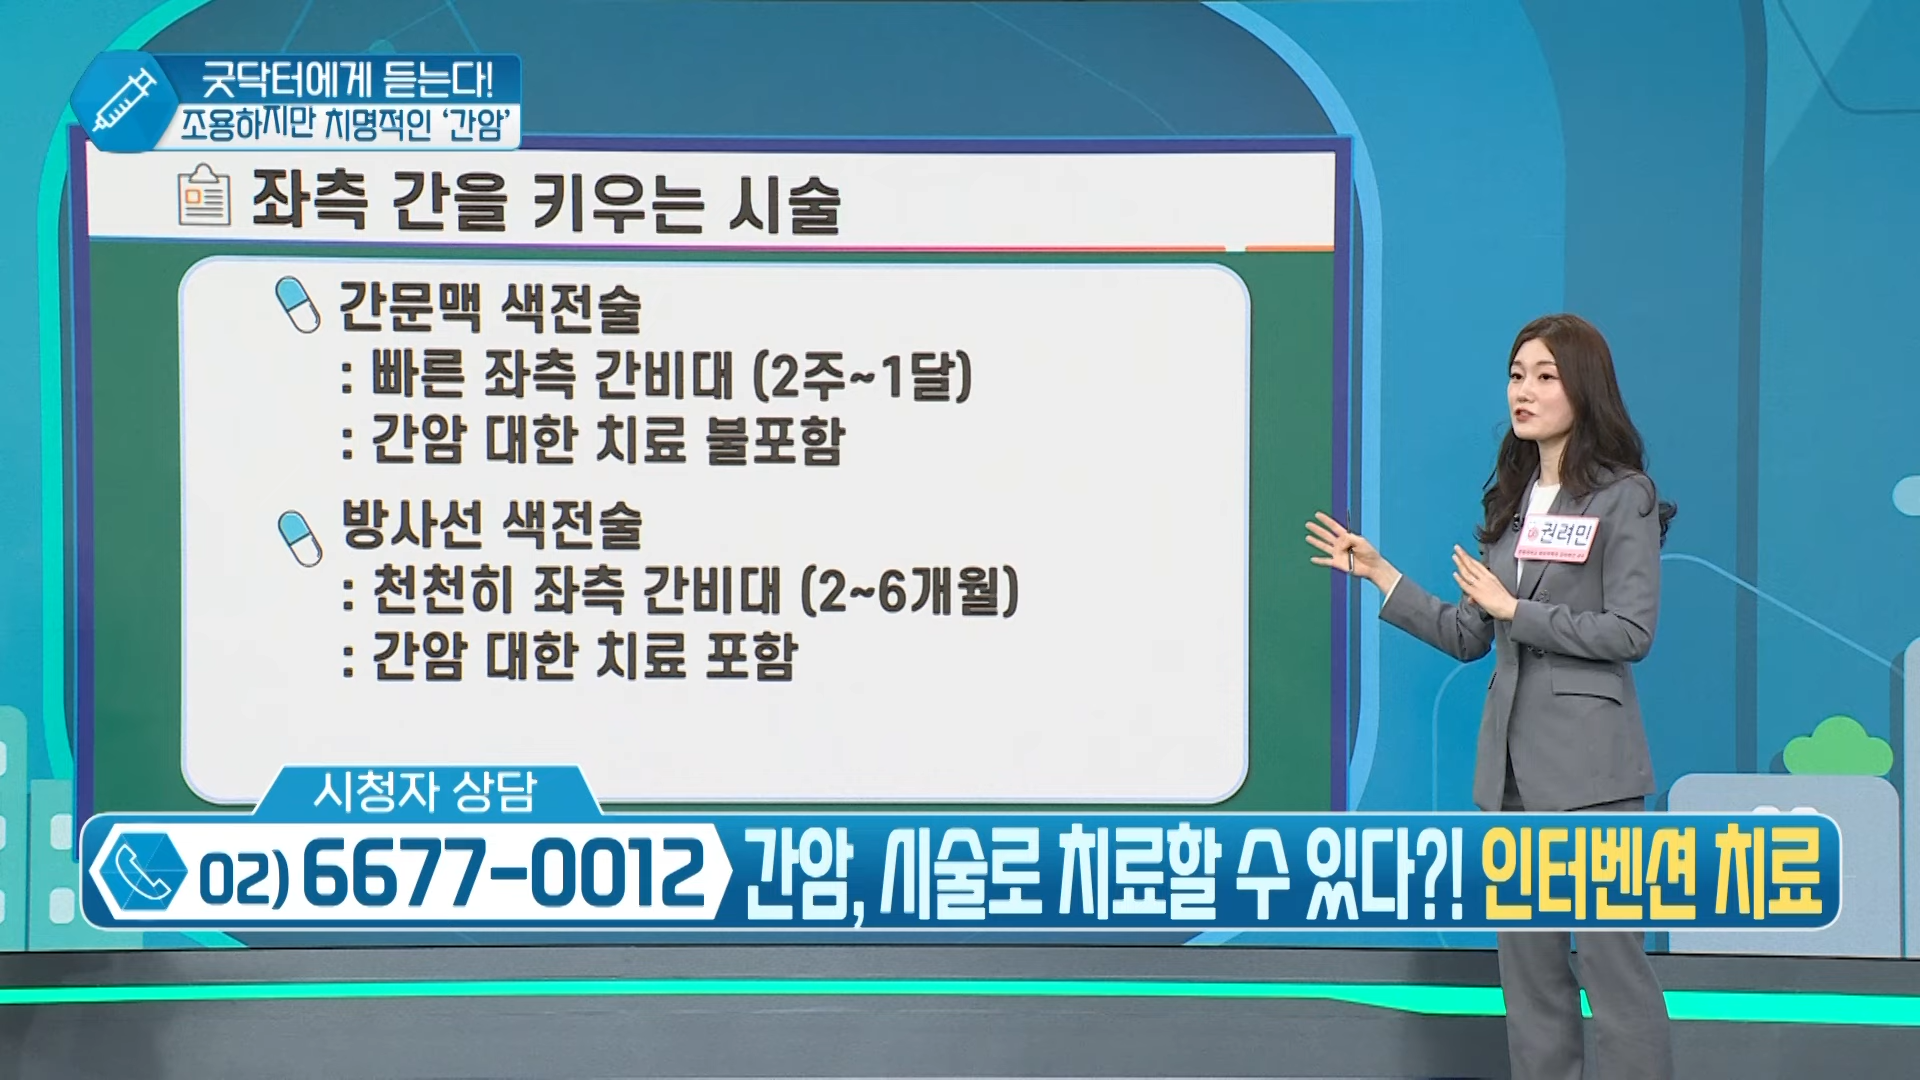 굿닥터에게 듣는다!
조용하지만 치명적인 '간암'
좌측 간을 키우는 시술
간문맥 색전술
: 빠른 좌측 간비대 (2주~1달)
: 간암 대한 치료 불포함
방사선 색전술
: 천천히 좌측 간비대 (2~6개월)
: 간암 대한 치료 포함
권려민
시청자 상담
02) 6677-0012
간암, 시술로 치료할 수 있다?! 인터벤션 치료